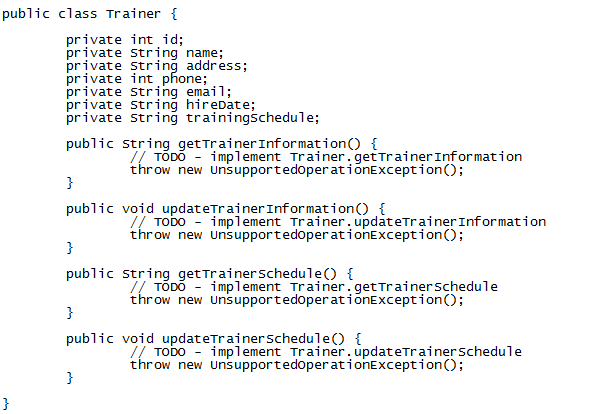 public class Trainer {
private int id;
private String name;
private String address;
private int phone;
private String email;
private String hireDate;
private String trainingSchedule;
public String getTrainerInformation() {
// TODO - implement Trainer.getTrainerInformation
throw new UnsupportedOperationException();
}
public void updateTrainerInformation() {
// TODO - implement Trainer.updateTrainerInformation
throw new UnsupportedOperationException();
}
public String getTrainerSchedule() {
// TODO - implement Trainer.getTrainerSchedule
throw new UnsupportedOperationException();
}
public void updateTrainerSchedule() {
// TODO - implement Trainer.updateTrainerSchedule
throw new UnsupportedOperationException();
}
}